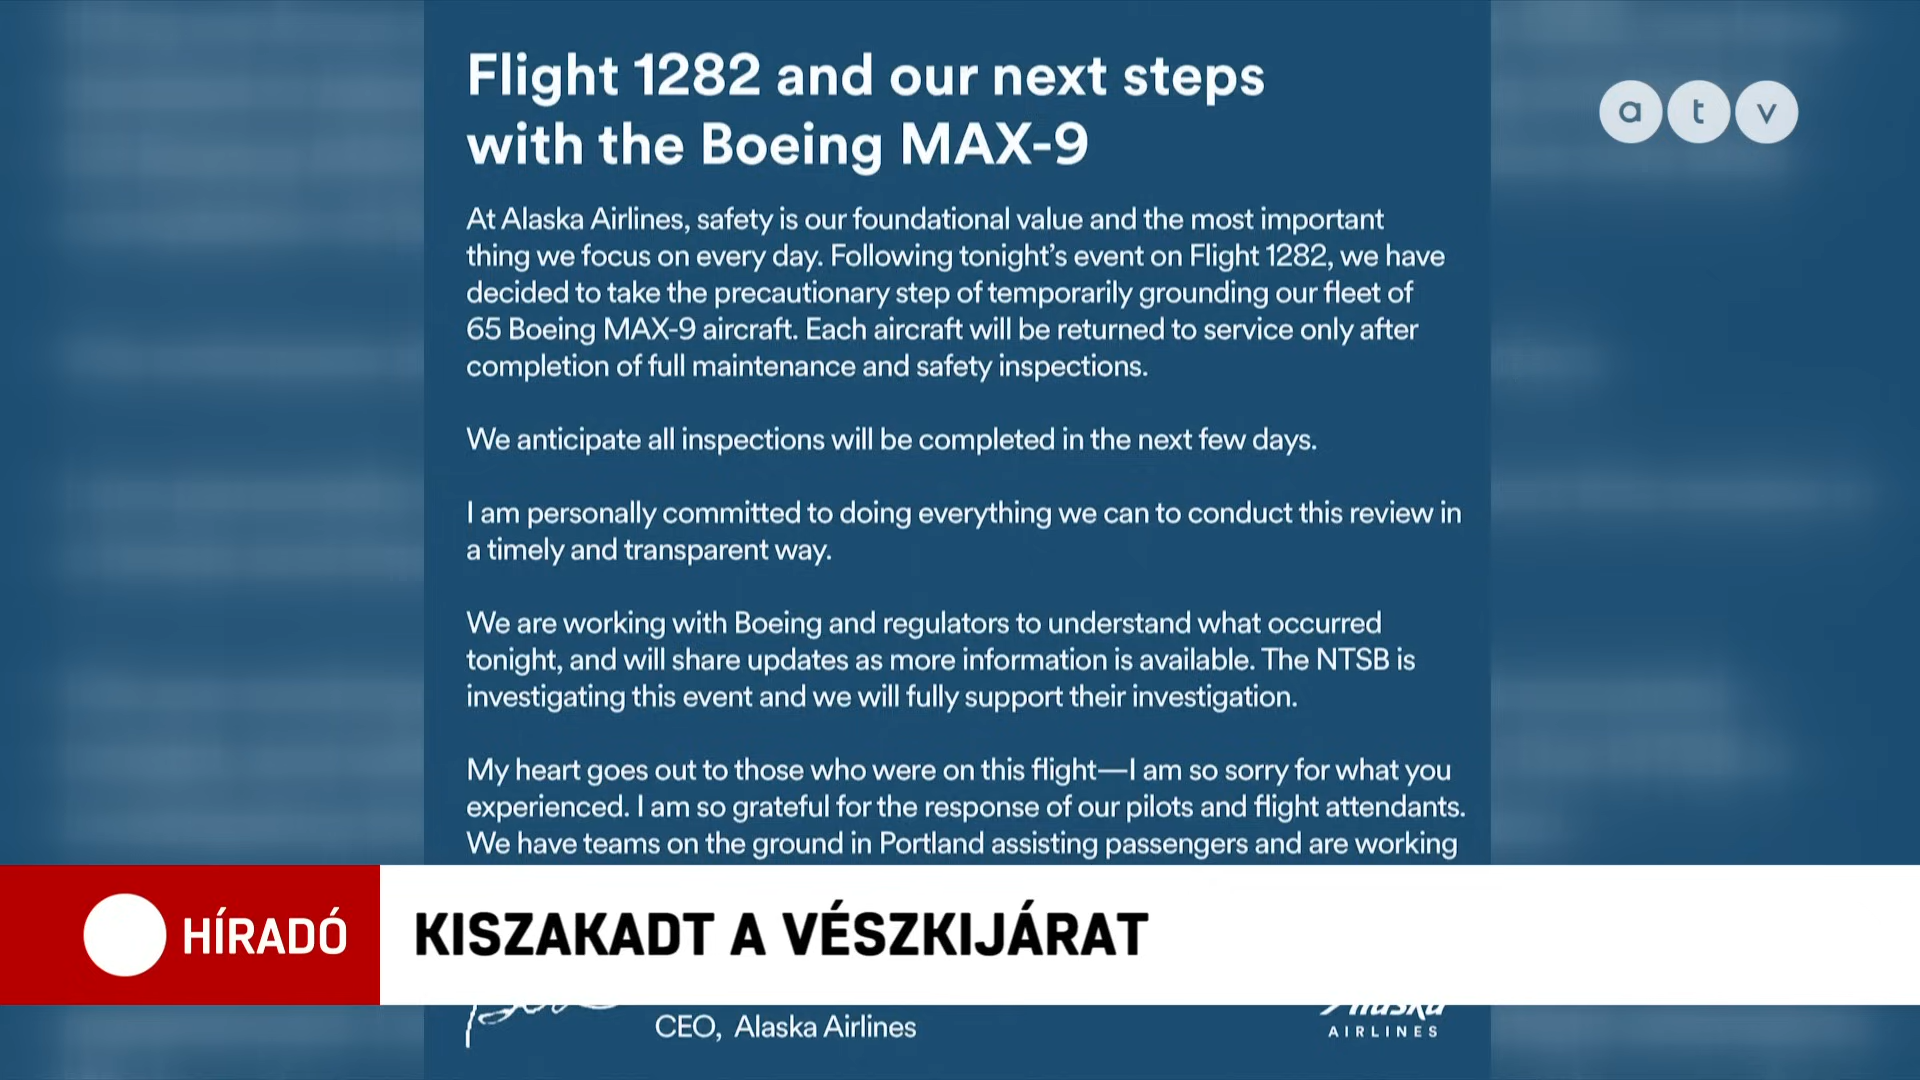 Flight 1282 and our next steps
with the Boeing MAX-9
a t v
At Alaska Airlines, safety is our foundational value and the most important
thing we focus on every day. Following tonight’s event on Flight 1282, we have
decided to take the precautionary step of temporarily grounding our fleet of
65 Boeing MAX-9 aircraft. Each aircraft will be returned to service only after
completion of full maintenance and safety inspections.
We anticipate all inspections will be completed in the next few days.
I am personally committed to doing everything we can to conduct this review in
a timely and transparent way.
We are working with Boeing and regulators to understand what occurred
tonight, and will share updates as more information is available. The NTSB is
investigating this event and we will fully support their investigation.
My heart goes out to those who were on this flight—I am so sorry for what you
experienced. I am so grateful for the response of our pilots and flight attendants.
We have teams on the ground in Portland assisting passengers and are working
HÍRADÓ
KISZAKADT A VÉSZKIJÁRAT
CEO, Alaska Airlines
Alaska
AIRLINES